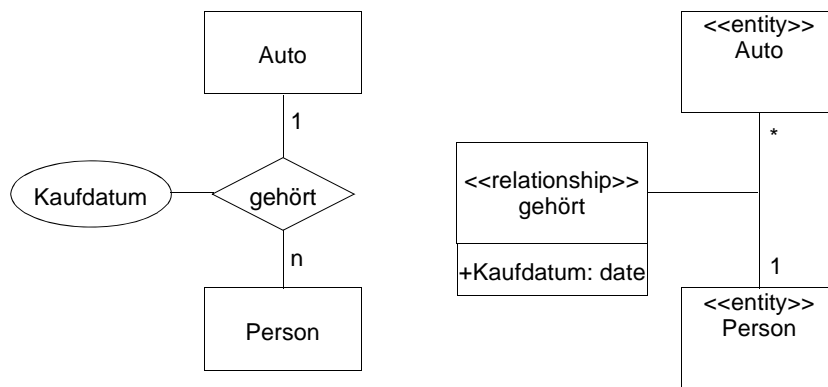 Auto
1
Kaufdatum
gehört
n
Person
<<entity>>
Auto
*
<<relationship>>
gehört
+Kaufdatum: date
1
<<entity>>
Person